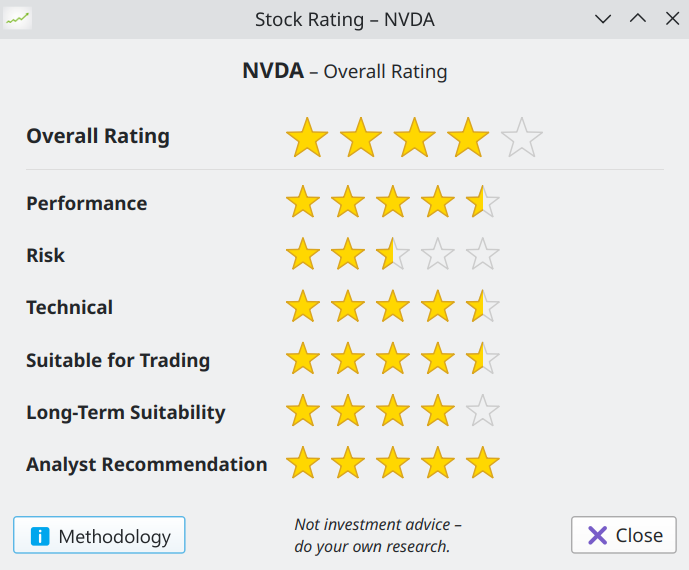 Stock Rating – NVDA
NVDA – Overall Rating
Overall Rating
Performance
Risk
Technical
Suitable for Trading
Long-Term Suitability
Analyst Recommendation
Methodology
Not investment advice –
do your own research.
Close